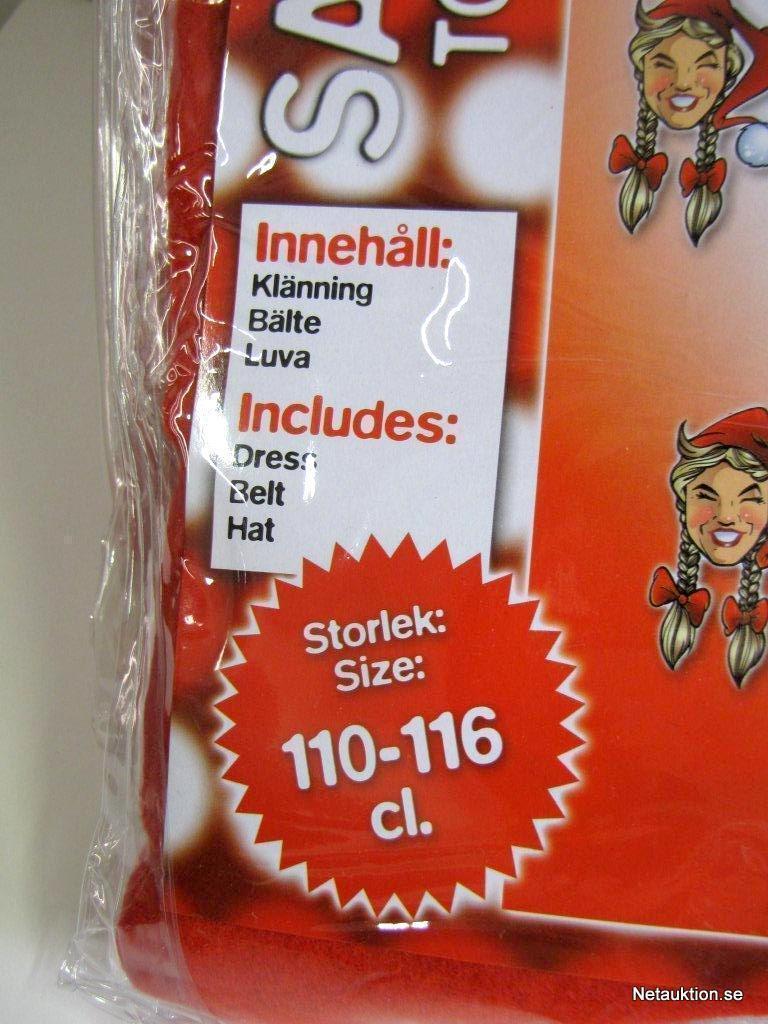 Innehåll:
Klänning
Bälte
Luva
Includes:
Dress
Belt
Hat
Storlek:
Size:
110-116
cl.
Netauktion.se